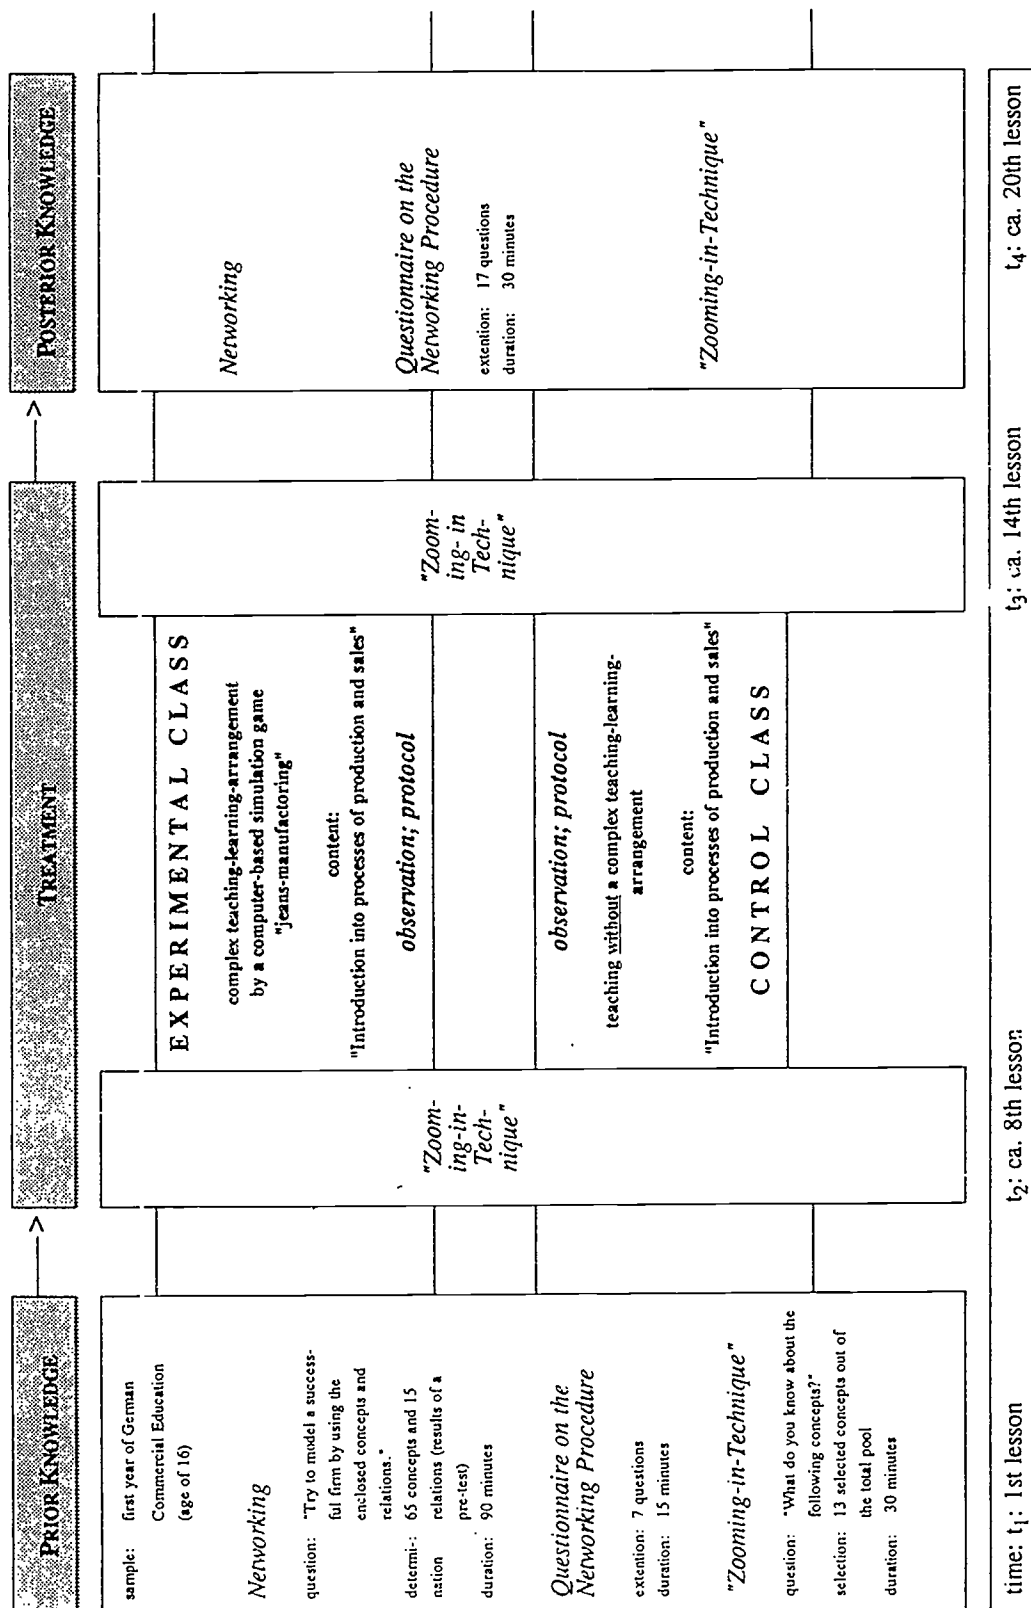 PRIOR KNOWLEDGE
sample: first year of German
Commercial Education
(age of 16)
Networking
question: "Try to model a success-
ful firm by using the
enclosed concepts and
relations."
determi-: 65 concepts and 15
nation relations (results of a
pre-test)
duration: 90 minutes
Questionnaire on the
Networking Procedure
extention: 7 questions
duration: 15 minutes
"Zooming-in-Technique"
question: "What do you know about the
following concepts?"
selection: 13 selected concepts out of
the total pool
duration: 30 minutes
TREATMENT
"Zoom-
ing-in-
Tech-
nique"
EXPERIMENTAL CLASS
complex teaching-learning-arrangement
by a computer-based simulation game
"jeans-manufactoring"
content:
"Introduction into processes of production and sales"
observation; protocol
observation; protocol
teaching without a complex teaching-learning-
arrangement
content:
"Introduction into processes of production and sales"
CONTROL CLASS
"Zoom-
ing- in
Tech-
nique"
POSTERIOR KNOWLEDGE
Networking
Questionnaire on the
Networking Procedure
extention: 17 questions
duration: 30 minutes
"Zooming-in-Technique"
time: t1: 1st lesson
t2: ca. 8th lesson
t3: ca. 14th lesson
t4: ca. 20th lesson